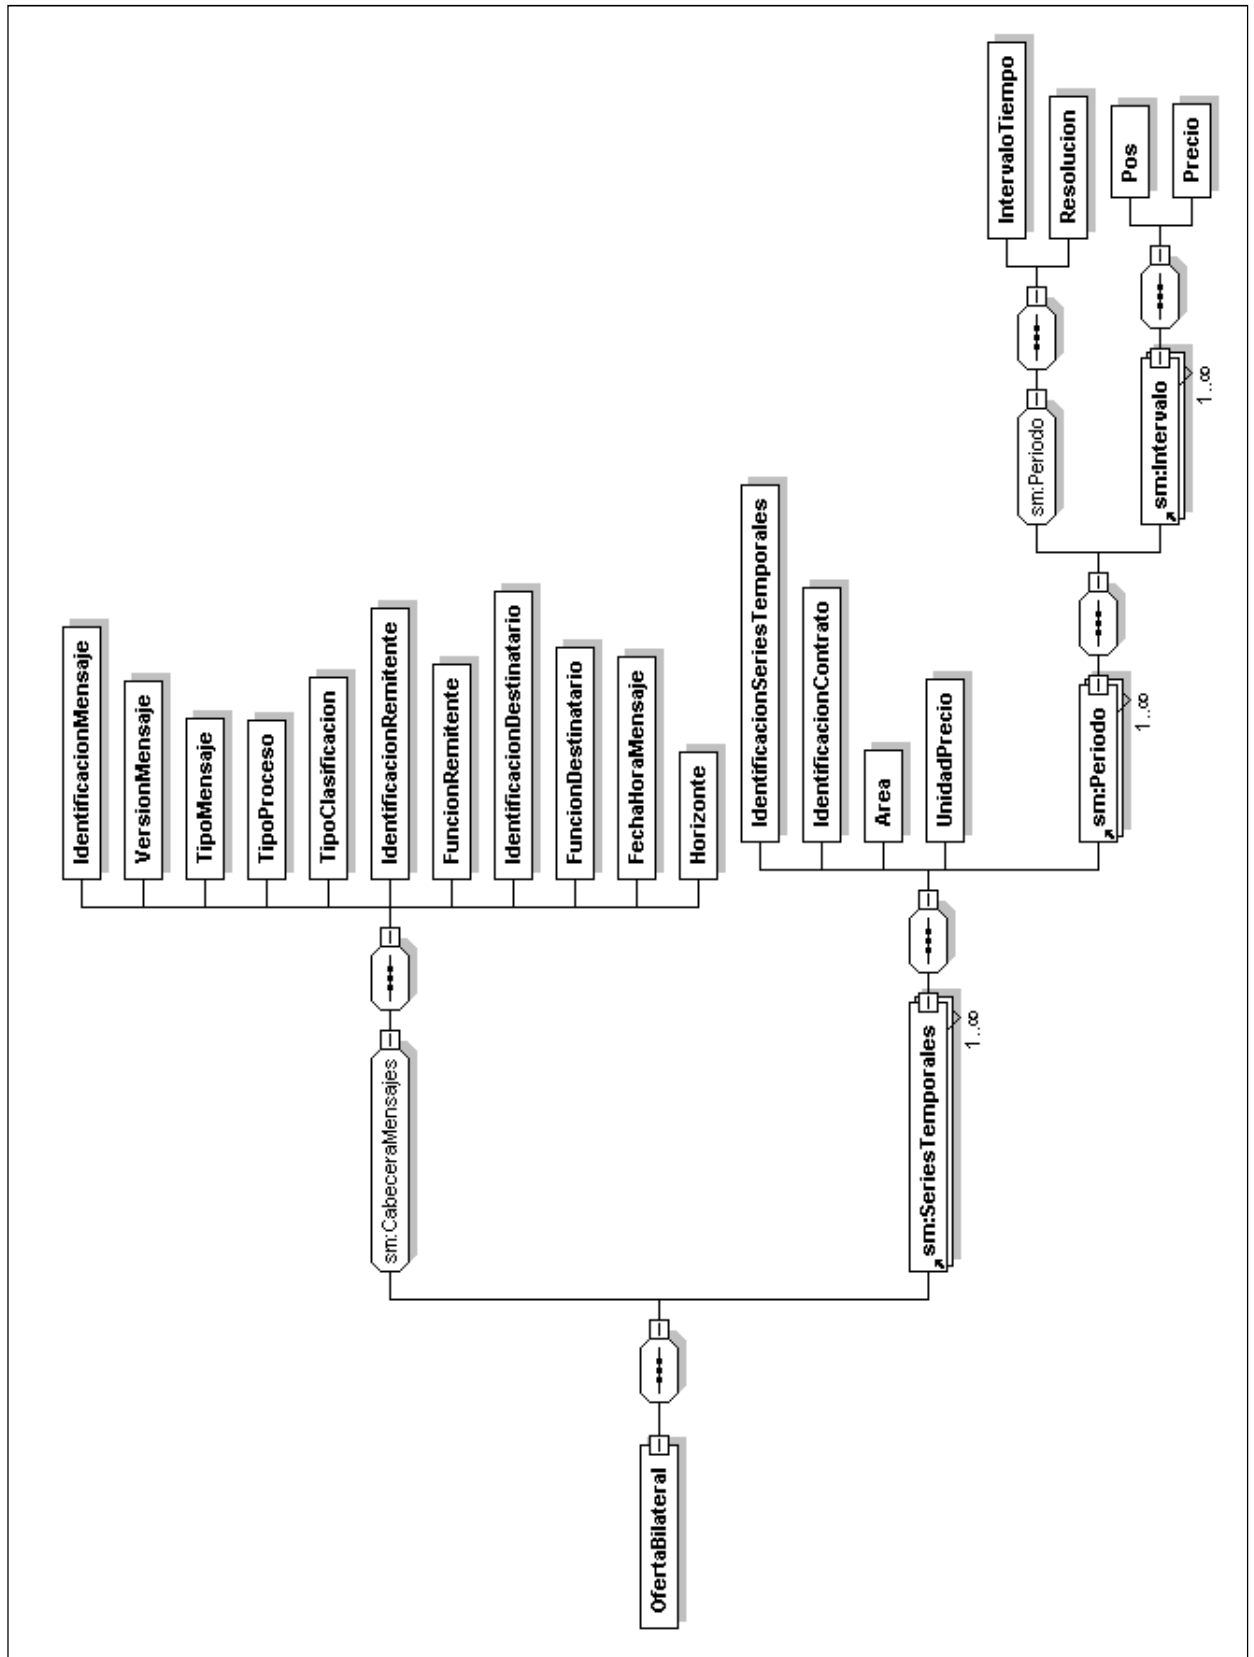 OfertaBilateral
sm:CabeceraMensajes
IdentificacionMensaje
VersionMensaje
TipoMensaje
TipoProceso
TipoClasificacion
IdentificacionRemitente
FuncionRemitente
IdentificacionDestinatario
FuncionDestinatario
FechaHoraMensaje
Horizonte
sm:SeriesTemporales
1..∞
IdentificacionSeriesTemporales
IdentificacionContrato
Area
UnidadPrecio
sm:Periodo
1..∞
sm:Periodo
IntervaloTiempo
Resolucion
sm:Intervalo
1..∞
Pos
Precio